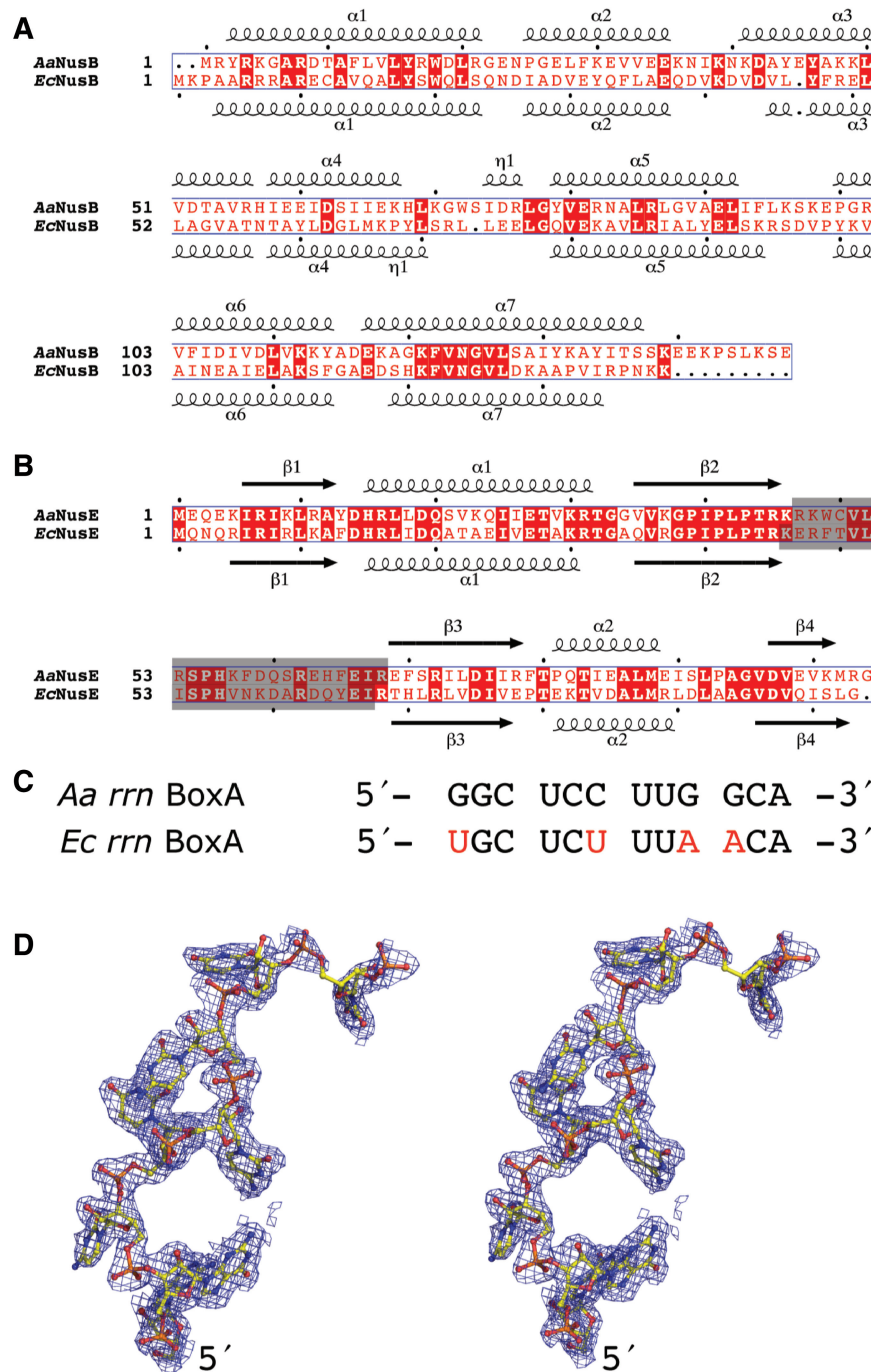 A
α1 α2 α3
AaNusB 1 ..MRYRKGARDTAFLVLYRWDLRGENPGELFKEVVEEKNIKNKDAYEYAKKL
EcNusB 1 MKPAARRRARECAVQALYSWQLSQNDIADVEYQFLAEQDVKDVDVL.YFREL
α1 α2 α3
α4 η1 α5
AaNusB 51 VDTAVRHIEEIDSIIEKHLKGWSIDRLGYVERNALRLGVAELIFLKSKEPGR
EcNusB 52 LAGVATNTAYLDGLMKPYLSRLL.LEELGQVEKAVLRIALYELSKRSDVPYKV
α4 η1 α5
α6 α7
AaNusB 103 VFIDIVDLVKKYADEKAGKFVNGVLSAIYKAYITSSKEEKPSLKSE
EcNusB 103 AINEAIELAKSFGAEDSHKFVNGVLDKAAPVIRPNKK.........
α6 α7
B
β1 α1 β2
AaNusE 1 MEQEKIRIKLRAYDHRLLDQSVKQIIETVKRTGGVVKGPIPLPTRKRKWCVL
EcNusE 1 MQNQRIRIRLKAFDHRLIDQATAEIVETAKRTGAQVRGPIPLPTRKERFTVL
β1 α1 β2
β3 α2 β4
AaNusE 53 RSPHKFDQSREHFEIREFSRILDIIRFTPQTIEALMEISLPAGVDVEVKMRG
EcNusE 53 ISPHVNKDARDQYEIRTHLRLVDIVEPTEKTVDALMRLDLAAGVDVQISLG.
β3 α2 β4
C
Aa rrn BoxA 5′– GGC UCC UUG GCA –3′
Ec rrn BoxA 5′– UGC UCU UUA ACA –3′
D
5′ 5′